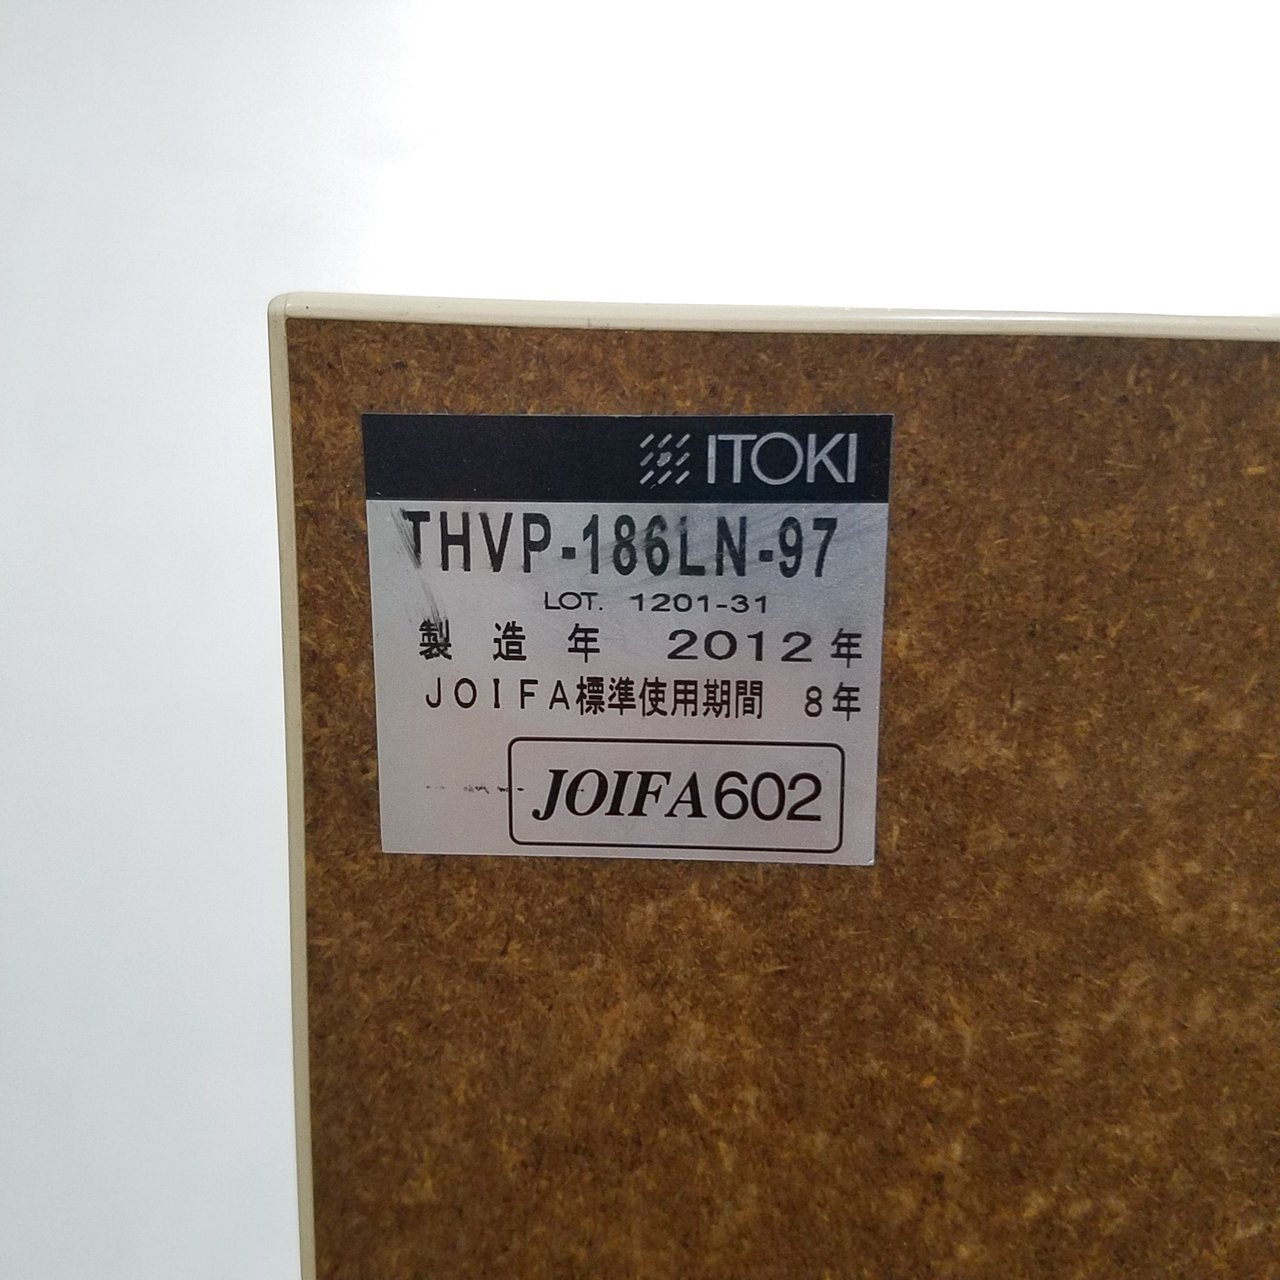 ITOKI
THVP-186LN-97
LOT. 1201-31
製造年 2012年
JOIFA標準使用期間 8年
JOIFA602